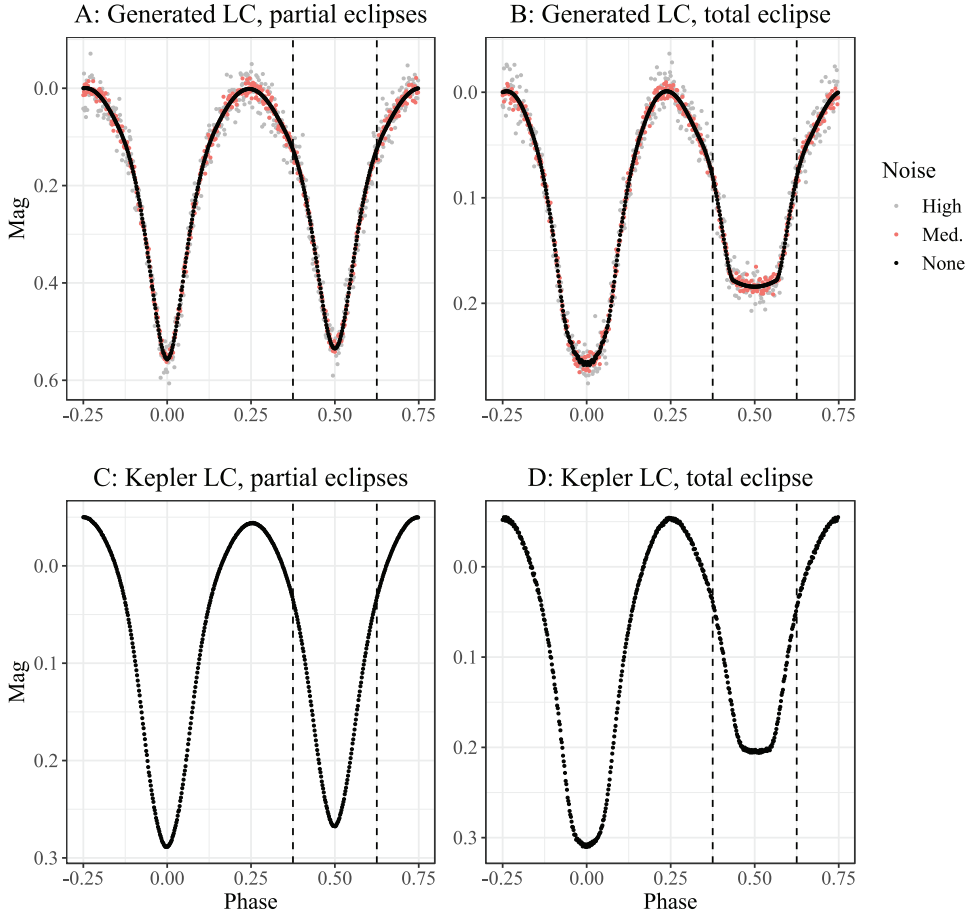 A: Generated LC, partial eclipses
B: Generated LC, total eclipse
0.0
0.2
0.4
0.6
Mag
-0.25
0.00
0.25
0.50
0.75
0.0
0.1
0.2
-0.25
0.00
0.25
0.50
0.75
Noise
High
Med.
None
C: Kepler LC, partial eclipses
D: Kepler LC, total eclipse
0.0
0.1
0.2
0.3
Mag
-0.25
0.00
0.25
0.50
0.75
Phase
0.0
0.1
0.2
0.3
-0.25
0.00
0.25
0.50
0.75
Phase